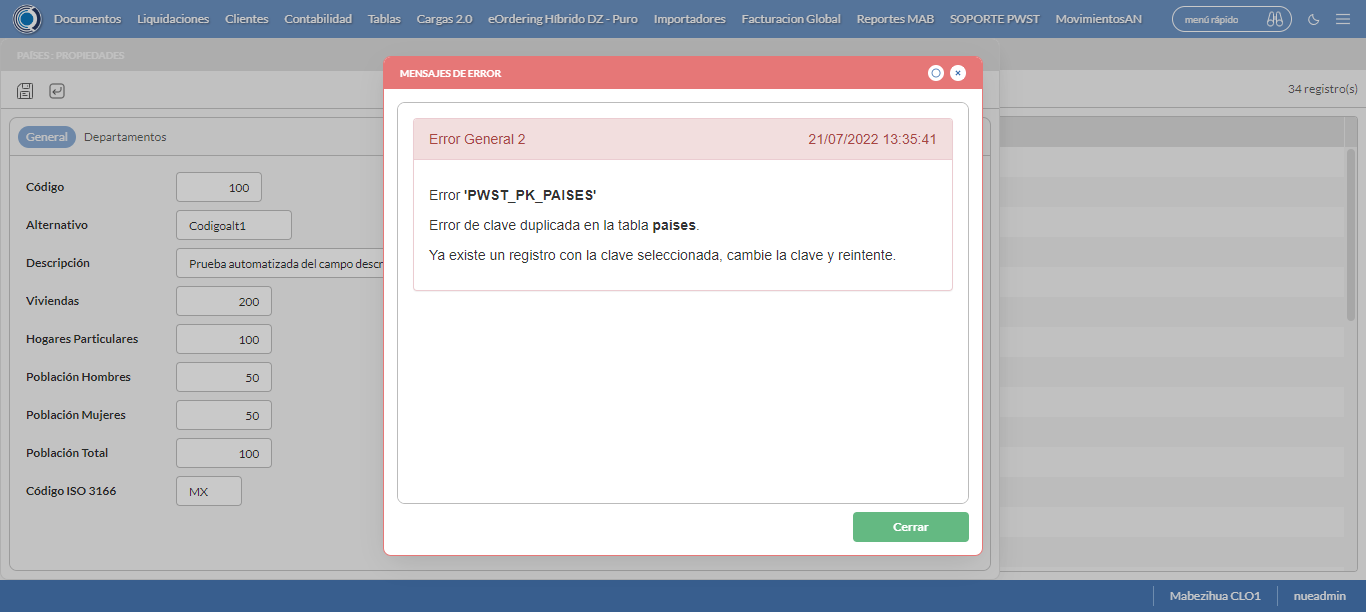 Documentos Liquidaciones Clientes Contabilidad Tablas Cargas 2.0 eOrdering Híbrido DZ - Puro Importadores Facturacion Global Reportes MAB SOPORTE PWST MovimientosAN menú rápido
PAÍSES : PROPIEDADES
MENSAJES DE ERROR
34 registro(s)
General Departamentos
Error General 2 21/07/2022 13:35:41
Error 'PWST_PK_PAISES'
Error de clave duplicada en la tabla países.
Ya existe un registro con la clave seleccionada, cambie la clave y reintente.
Código 100
Alternativo Codigoalt1
Descripción Prueba automatizada del campo descr
Viviendas 200
Hogares Particulares 100
Población Hombres 50
Población Mujeres 50
Población Total 100
Código ISO 3166 MX
Cerrar
Mabezihua CLO1 nueadmin